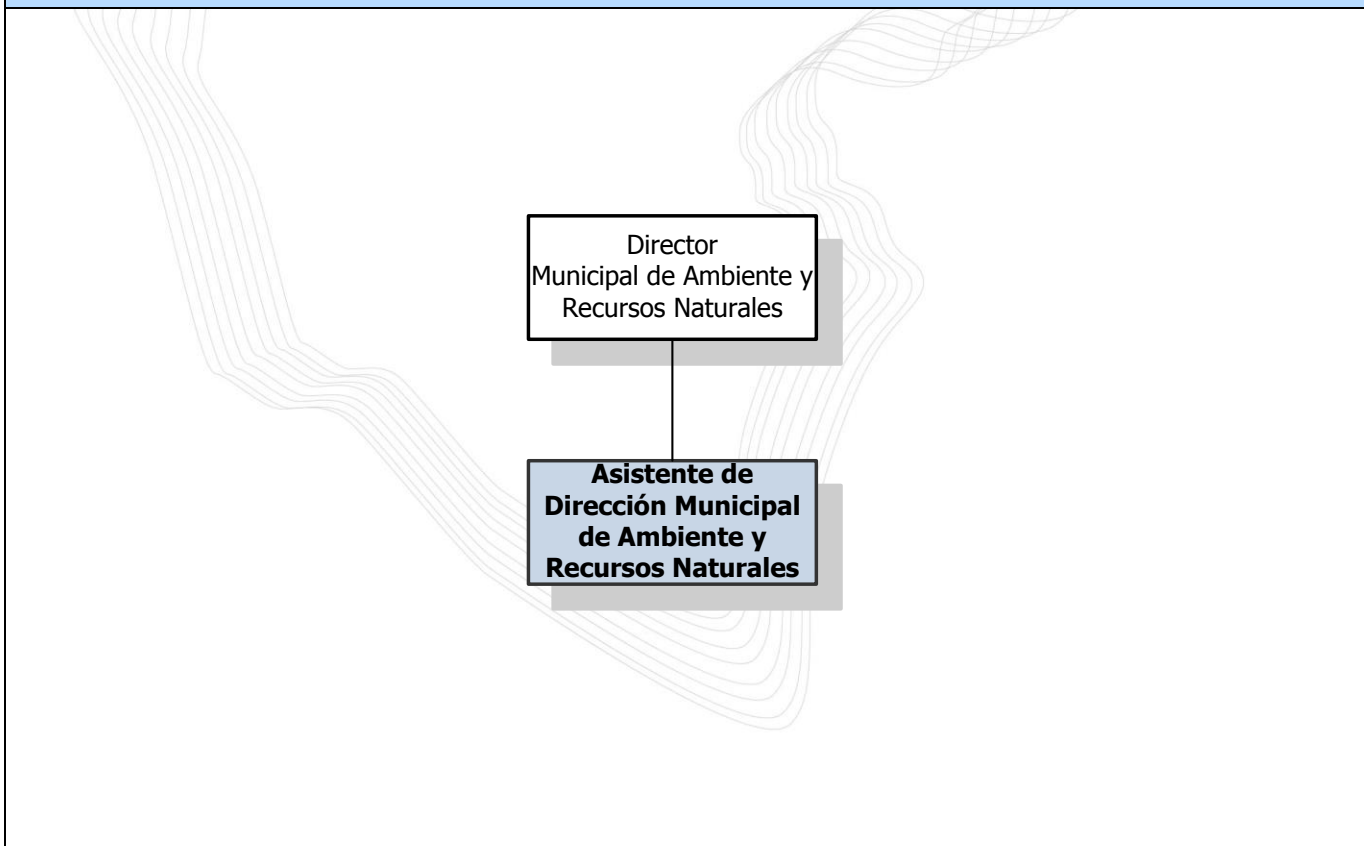 Director
Municipal de Ambiente y
Recursos Naturales
Asistente de
Dirección Municipal
de Ambiente y
Recursos Naturales